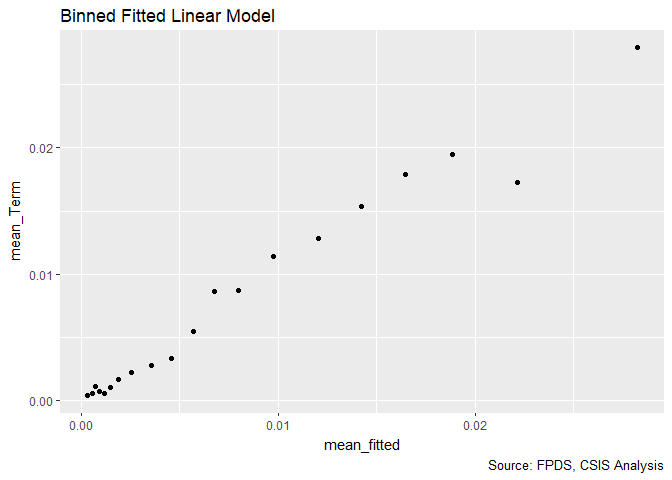 Binned Fitted Linear Model
mean_Term
0.02
0.01
0.00
0.00 0.01 0.02
mean_fitted
Source: FPDS, CSIS Analysis